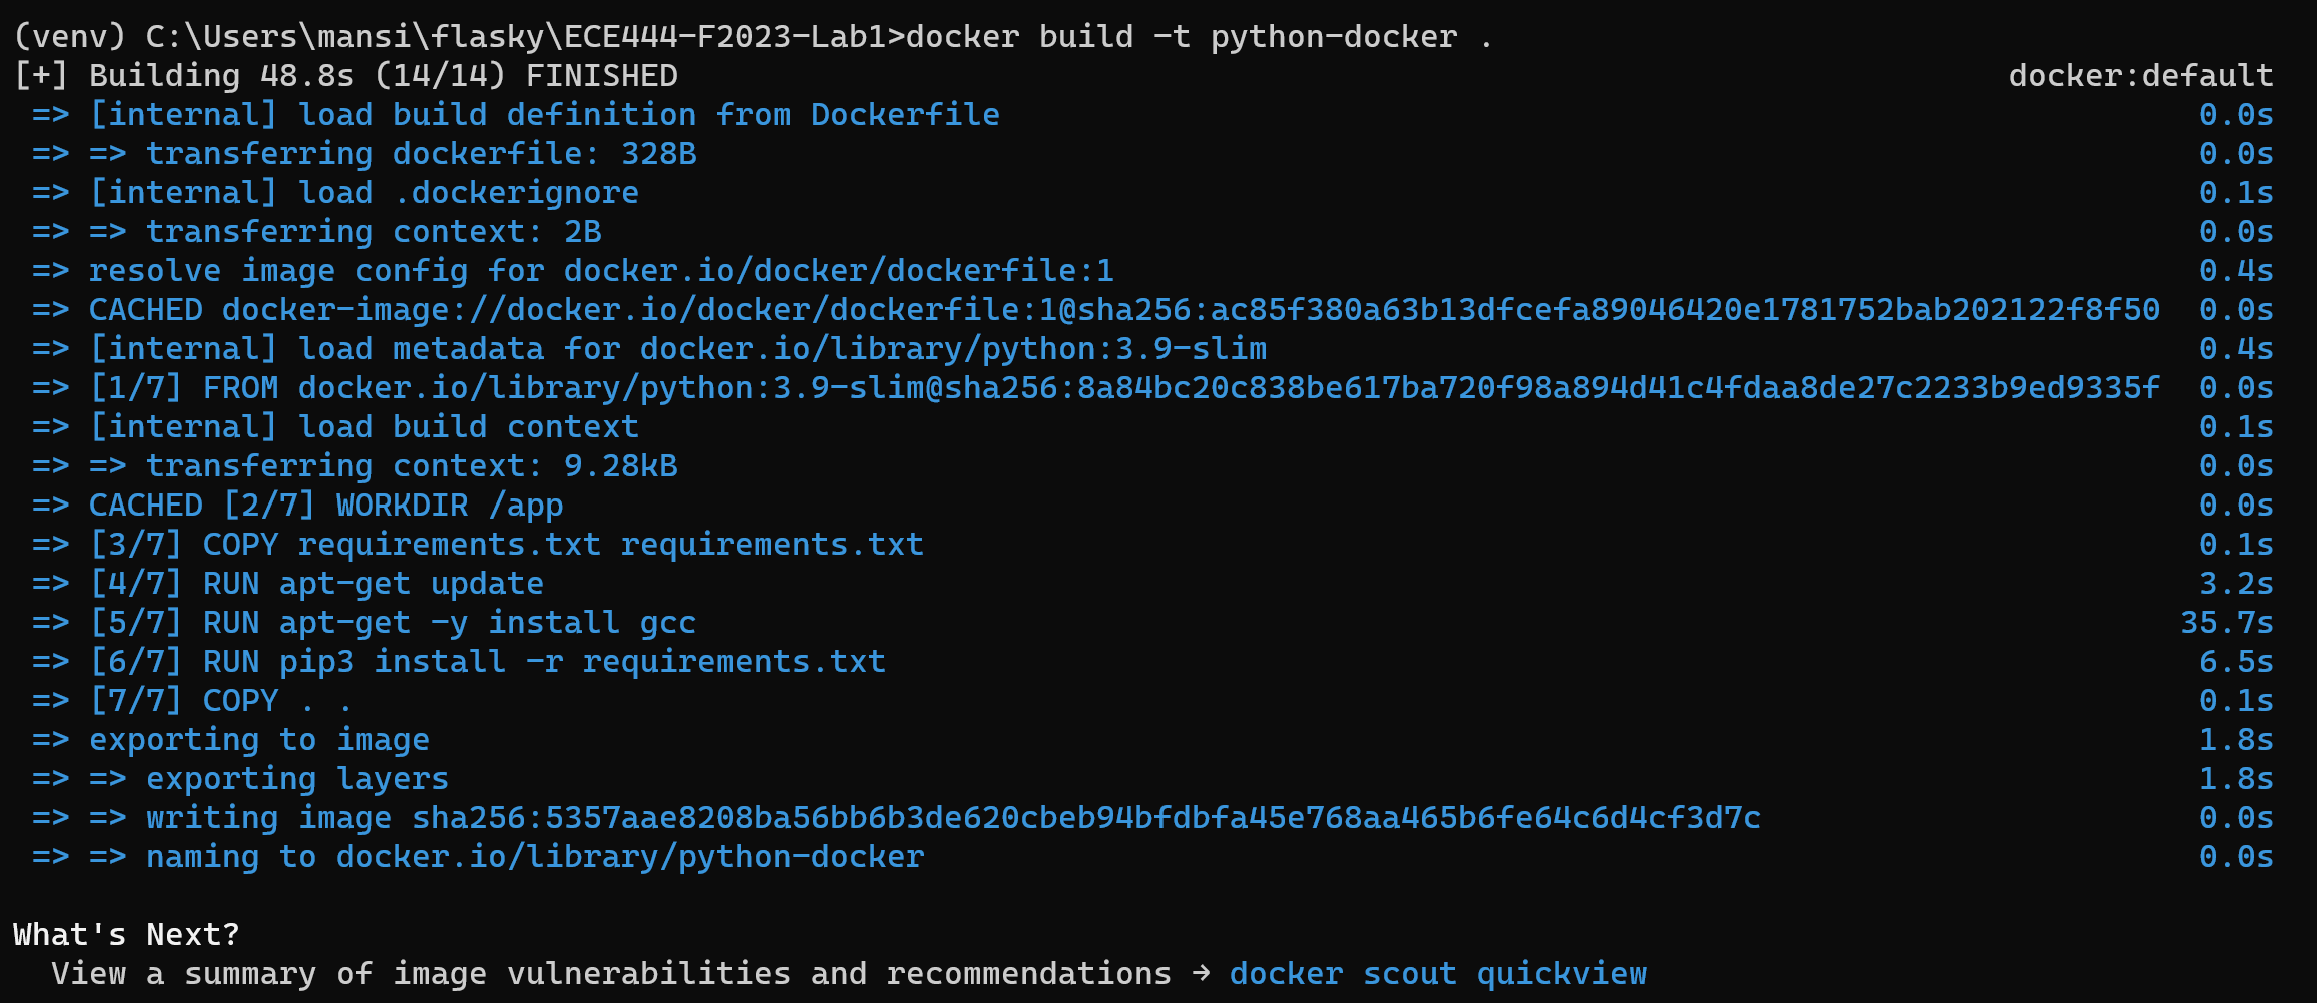 (venv) C:\Users\mansi\flasky\ECE444-F2023-Lab1>docker build -t python-docker .
[+] Building 48.8s (14/14) FINISHED docker:default
=> [internal] load build definition from Dockerfile 0.0s
=> => transferring dockerfile: 328B 0.0s
=> [internal] load .dockerignore 0.1s
=> => transferring context: 2B 0.0s
=> resolve image config for docker.io/docker/dockerfile:1 0.4s
=> CACHED docker-image://docker.io/docker/dockerfile:1@sha256:ac85f380a63b13dfcefa89046420e1781752bab202122f8f50 0.0s
=> [internal] load metadata for docker.io/library/python:3.9-slim 0.4s
=> [1/7] FROM docker.io/library/python:3.9-slim@sha256:8a84bc20c838be617ba720f98a894d41c4fdaa8de27c2233b9ed9335f 0.0s
=> [internal] load build context 0.1s
=> => transferring context: 9.28kB 0.0s
=> CACHED [2/7] WORKDIR /app 0.0s
=> [3/7] COPY requirements.txt requirements.txt 0.1s
=> [4/7] RUN apt-get update 3.2s
=> [5/7] RUN apt-get -y install gcc 35.7s
=> [6/7] RUN pip3 install -r requirements.txt 6.5s
=> [7/7] COPY . . 0.1s
=> exporting to image 1.8s
=> => exporting layers 1.8s
=> => writing image sha256:5357aae8208ba56bb6b3de620cbeb94bfdbfa45e768aa465b6fe64c6d4cf3d7c 0.0s
=> => naming to docker.io/library/python-docker 0.0s
What's Next?
View a summary of image vulnerabilities and recommendations → docker scout quickview